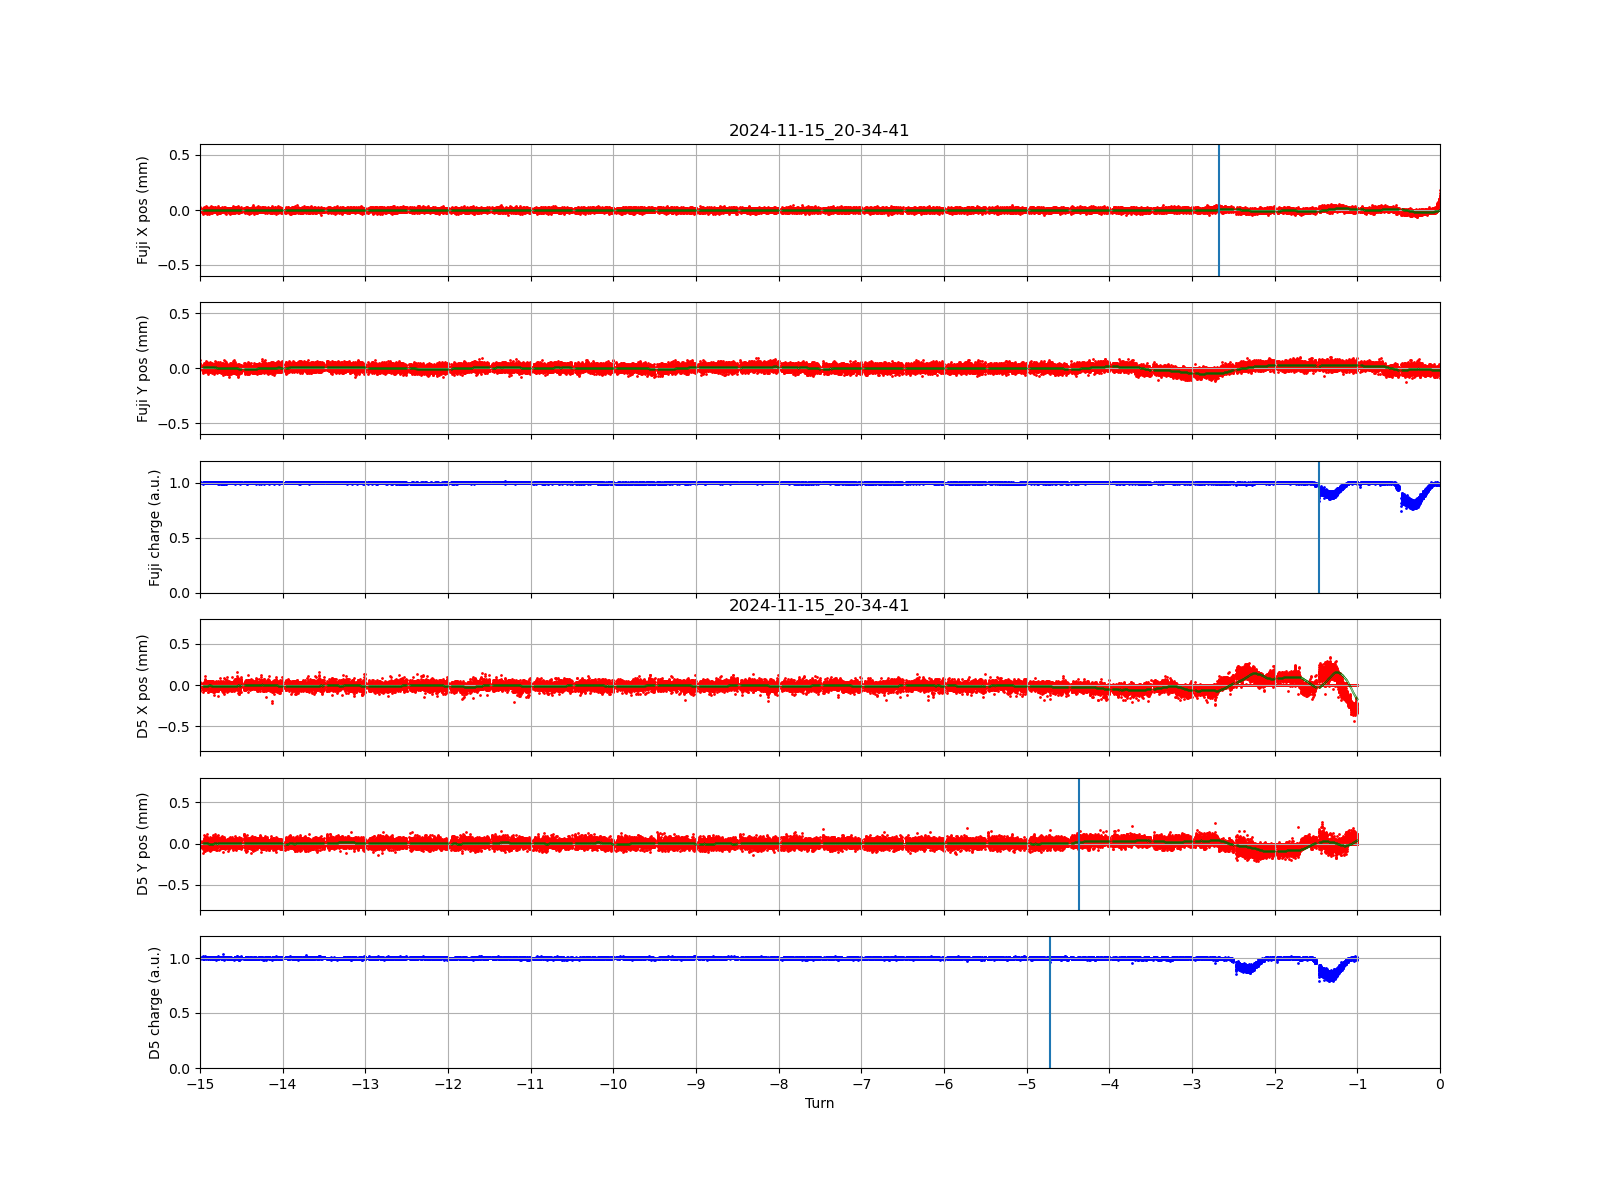 2024-11-15_20-34-41
Fuji X pos (mm)
0.5
0.0
−0.5
Fuji Y pos (mm)
0.5
0.0
−0.5
Fuji charge (a.u.)
1.0
0.5
0.0
2024-11-15_20-34-41
D5 X pos (mm)
0.5
0.0
−0.5
D5 Y pos (mm)
0.5
0.0
−0.5
D5 charge (a.u.)
1.0
0.5
0.0
−15 −14 −13 −12 −11 −10 −9 −8 −7 −6 −5 −4 −3 −2 −1 0
Turn